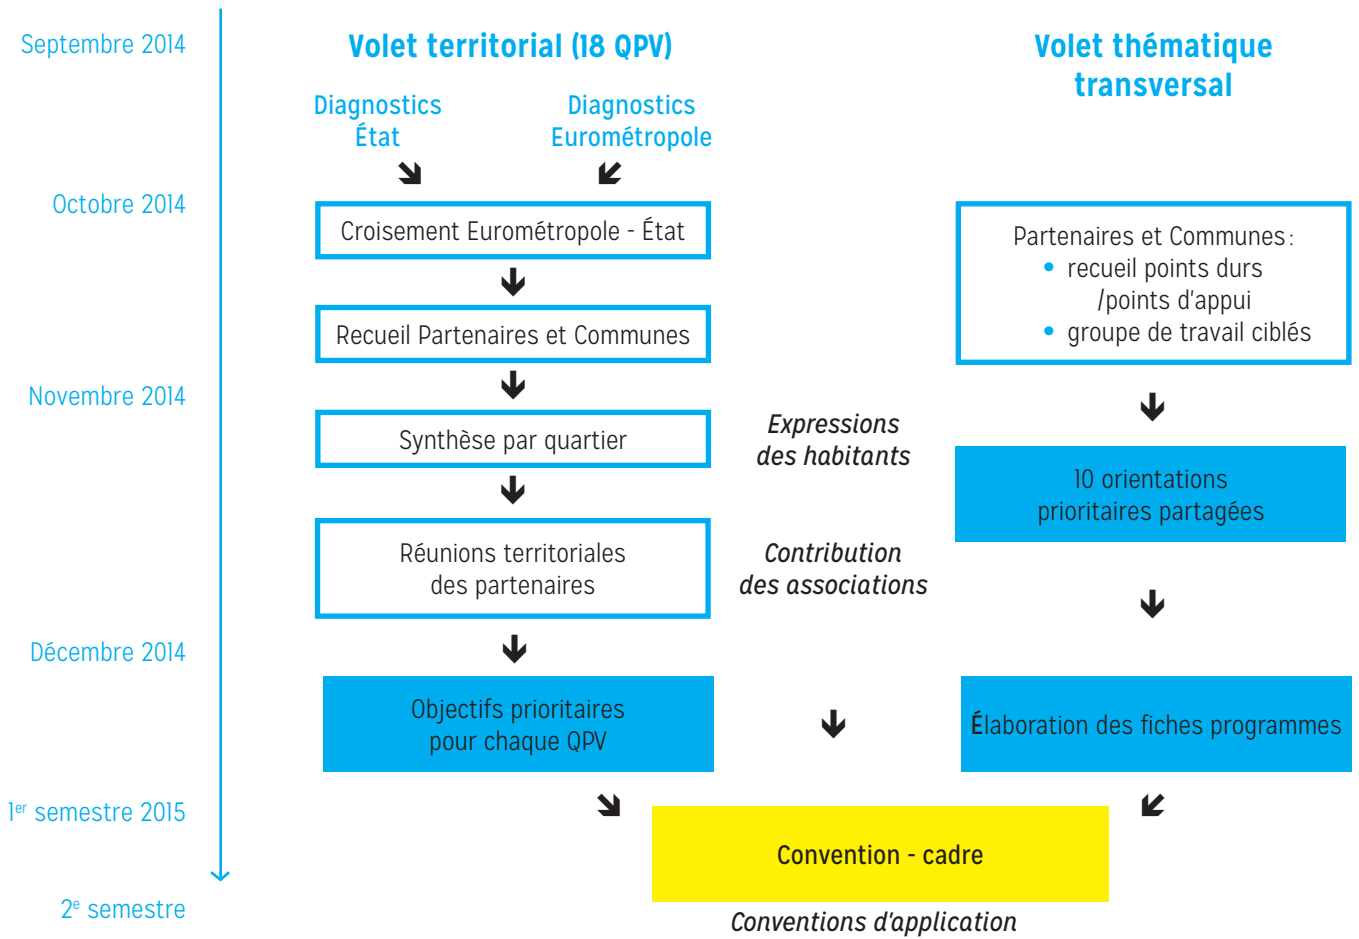 Septembre 2014
Octobre 2014
Novembre 2014
Décembre 2014
1er semestre 2015
2e semestre
Volet territorial (18 QPV)
Diagnostics
État
Diagnostics
Eurométropole
Croisement Eurométropole - État
Recueil Partenaires et Communes
Synthèse par quartier
Réunions territoriales
des partenaires
Objectifs prioritaires
pour chaque QPV
Expressions
des habitants
Contribution
des associations
Volet thématique
transversal
Partenaires et Communes :
• recueil points durs
/points d'appui
• groupe de travail ciblés
10 orientations
prioritaires partagées
Élaboration des fiches programmes
Convention - cadre
Conventions d'application